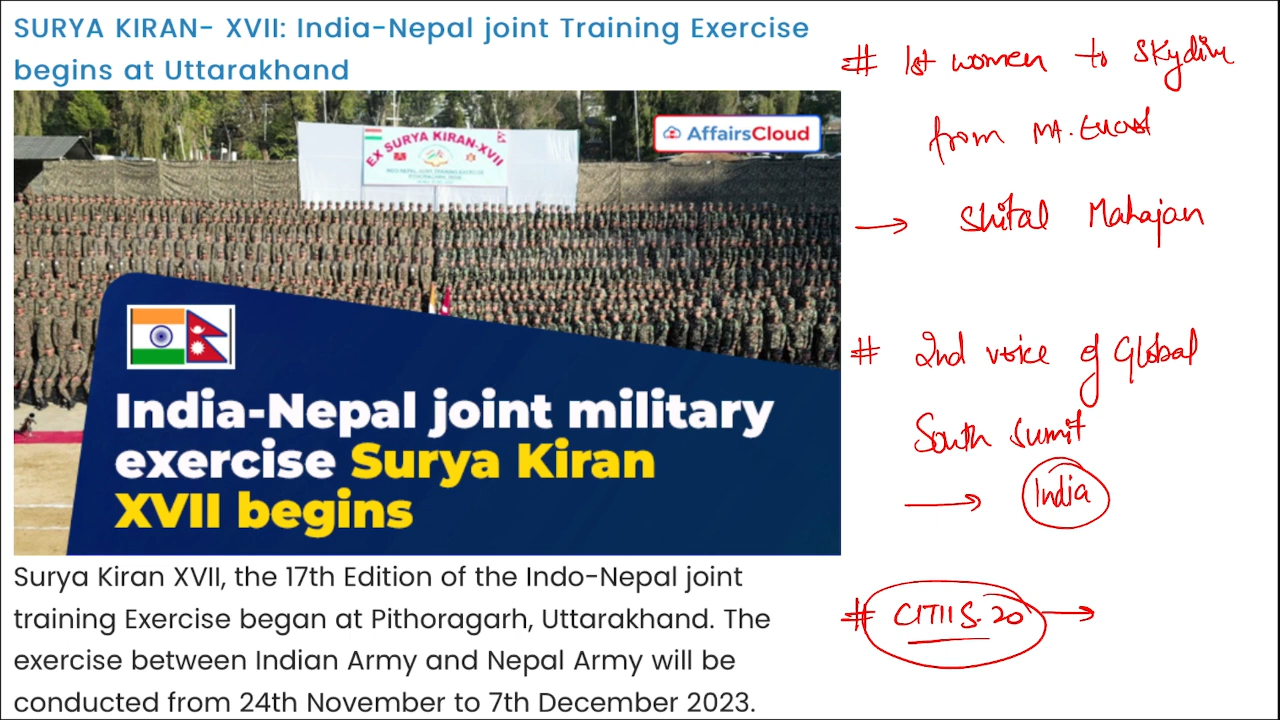 SURYA KIRAN- XVII: India-Nepal joint Training Exercise
begins at Uttarakhand
AffairsCloud
EX SURYA KIRAN-XVII
India-Nepal joint military
exercise Surya Kiran
XVII begins
Surya Kiran XVII, the 17th Edition of the Indo-Nepal joint
training Exercise began at Pithoragarh, Uttarakhand. The
exercise between Indian Army and Nepal Army will be
conducted from 24th November to 7th December 2023.
# 1st women to Skydive
from Mt. Everest
→ Shital Mahajan
# 2nd voice of Global
South Sumit
→ India
# CITIIS. 20 →